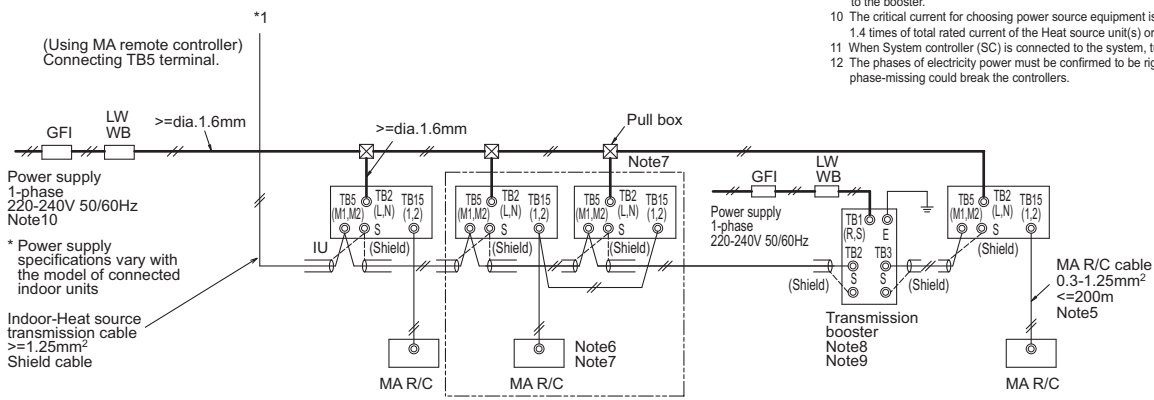 to the booster.
10 The critical current for choosing power source equipment is
1.4 times of total rated current of the Heat source unit(s) or
11 When System controller (SC) is connected to the system, t
12 The phases of electricity power must be confirmed to be rig
phase-missing could break the controllers.
*1
(Using MA remote controller)
Connecting TB5 terminal.
GFI
LW
WB
>=dia.1.6mm
>=dia.1.6mm
Pull box
Note7
Power supply
1-phase
220-240V 50/60Hz
Note10
* Power supply
specifications vary with
the model of connected
indoor units
Indoor-Heat source
transmission cable
>=1.25mm²
Shield cable
IU
TB5
(M1,M2)
TB2
(L,N)
TB15
(1,2)
S
(Shield)
MA R/C
TB5
(M1,M2)
TB2
(L,N)
TB15
(1,2)
S
(Shield)
MA R/C
Note6
Note7
TB5
(M1,M2)
TB2
(L,N)
TB15
(1,2)
S
(Shield)
GFI
LW
WB
Power supply
1-phase
220-240V 50/60Hz
TB1
(R,S)
E
TB2
TB3
S
S
(Shield)
(Shield)
Transmission
booster
Note8
Note9
TB5
(M1,M2)
TB2
(L,N)
TB15
(1,2)
S
(Shield)
MA R/C cable
0.3-1.25mm²
<=200m
Note5
MA R/C